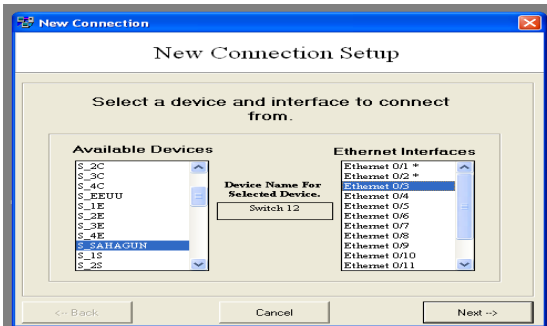 New Connection
New Connection Setup
Select a device and interface to connect
from.
Available Devices
S_2C
S_3C
S_4C
S_EEUU
S_1E
S_2E
S_3E
S_4E
S_SAHAGUN
S_1S
S_2S
Device Name For
Selected Device.
Switch 12
Ethernet Interfaces
Ethernet 0/1 *
Ethernet 0/2 *
Ethernet 0/3
Ethernet 0/4
Ethernet 0/5
Ethernet 0/6
Ethernet 0/7
Ethernet 0/8
Ethernet 0/9
Ethernet 0/10
Ethernet 0/11
<-- Back
Cancel
Next -->